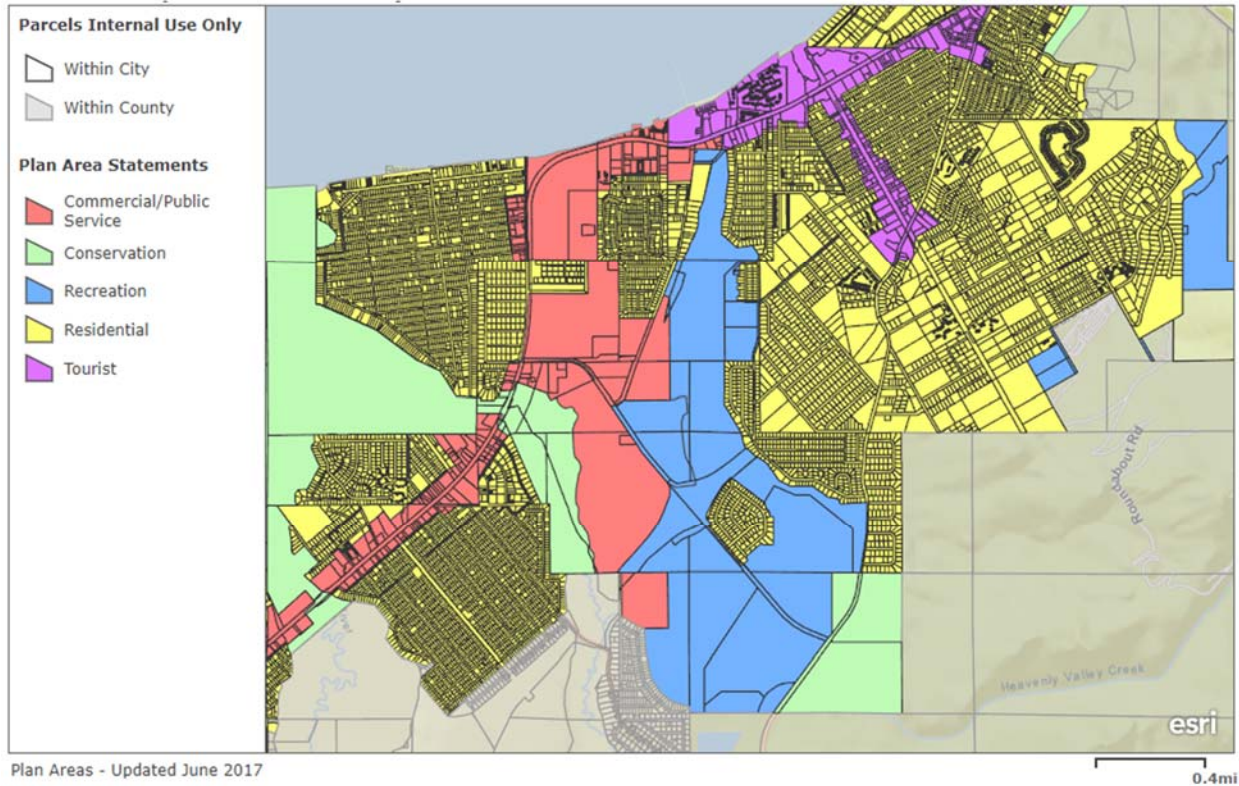 Parcels Internal Use Only
Within City
Within County
Plan Area Statements
Commercial/Public
Service
Conservation
Recreation
Residential
Tourist
Roundabout Rd
Heavenly Valley Creek
esri
Plan Areas - Updated June 2017
0.4mi